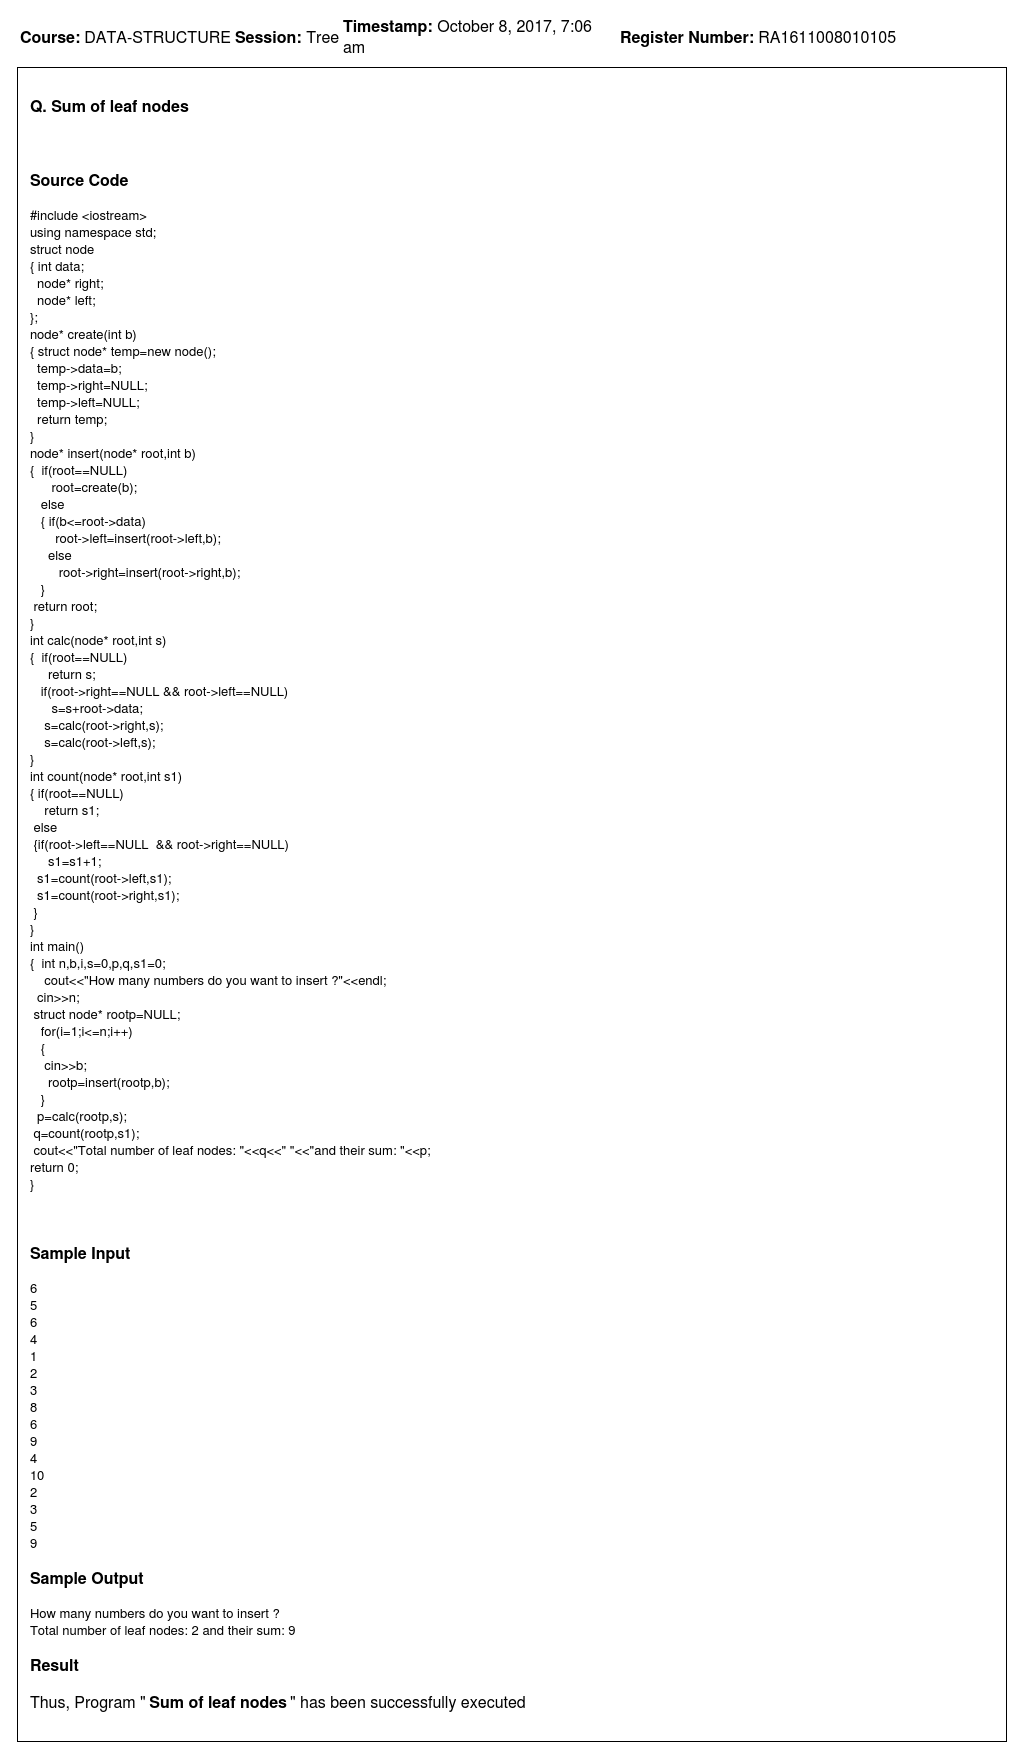 Course: DATA-STRUCTURE Session: Tree Timestamp: October 8, 2017, 7:06 am Register Number: RA1611008010105
Q. Sum of leaf nodes
Source Code
#include <iostream>
using namespace std;
struct node
{ int data;
  node* right;
  node* left;
};
node* create(int b)
{ struct node* temp=new node();
  temp->data=b;
  temp->right=NULL;
  temp->left=NULL;
  return temp;
}
node* insert(node* root,int b)
{  if(root==NULL)
      root=create(b);
   else
   { if(b<=root->data)
       root->left=insert(root->left,b);
     else
        root->right=insert(root->right,b);
   }
 return root;
}
int calc(node* root,int s)
{  if(root==NULL)
     return s;
   if(root->right==NULL && root->left==NULL)
      s=s+root->data;
    s=calc(root->right,s);
    s=calc(root->left,s);
}
int count(node* root,int s1)
{ if(root==NULL)
    return s1;
 else
 {if(root->left==NULL  && root->right==NULL)
     s1=s1+1;
  s1=count(root->left,s1);
  s1=count(root->right,s1);
 }
}
int main()
{  int n,b,i,s=0,p,q,s1=0;
    cout<<"How many numbers do you want to insert ?"<<endl;
  cin>>n;
 struct node* rootp=NULL;
   for(i=1;i<=n;i++)
   {
    cin>>b;
     rootp=insert(rootp,b);
   }
  p=calc(rootp,s);
 q=count(rootp,s1);
 cout<<"Total number of leaf nodes: "<<q<<" "<<"and their sum: "<<p;
return 0;
}
Sample Input
6
5
6
4
1
2
3
8
6
9
4
10
2
3
5
9
Sample Output
How many numbers do you want to insert ?
Total number of leaf nodes: 2 and their sum: 9
Result
Thus, Program " Sum of leaf nodes " has been successfully executed